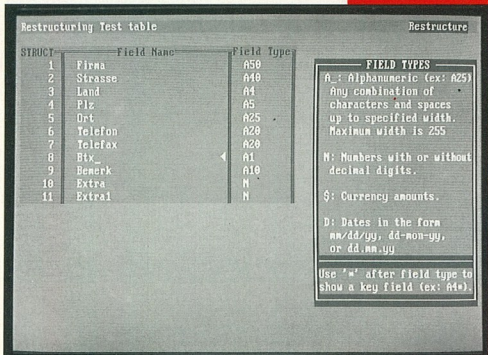 Restructuring Test table Restructure
STRUCT Field Name Field Type
1 Firma A50
2 Strasse A40
3 Land A4
4 Plz A5
5 Ort A25
6 Telefon A20
7 Telefax A20
8 Btx_ A1
9 Bemerk A10
10 Extra N
11 Extra1 N
FIELD TYPES
A_: Alphanumeric (ex: A25)
Any combination of
characters and spaces
up to specified width.
Maximum width is 255
N: Numbers with or without
decimal digits.
$: Currency amounts.
D: Dates in the form
mm/dd/yy, dd-mon-yy,
or dd.mm.yy
Use '*' after field type to
show a key field (ex: A4*).